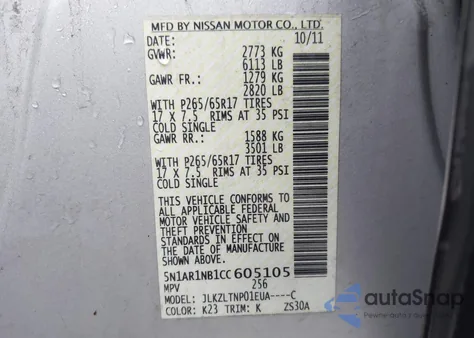 MFD BY NISSAN MOTOR CO., LTD.
DATE: 10/11
GVWR: 2773 KG
6113 LB
GAWR FR: 1279 KG
2820 LB
WITH P265/65R17 TIRES
17 X 7.5 RIMS AT 35 PSI
COLD SINGLE
GAWR RR.: 1588 KG
3501 LB
WITH P265/65R17 TIRES
17 X 7.5 RIMS AT 35 PSI
COLD SINGLE
THIS VEHICLE CONFORMS TO
ALL APPLICABLE FEDERAL
MOTOR VEHICLE SAFETY AND
THEFT PREVENTION
STANDARDS IN EFFECT ON
THE DATE OF MANUFACTURE
SHOWN ABOVE
5N1AR1NB1CC605105
MPV 256
MODEL: JLKZLTNP01EUA----C
COLOR: K23 TRIM: K ZS30A
autoSnap